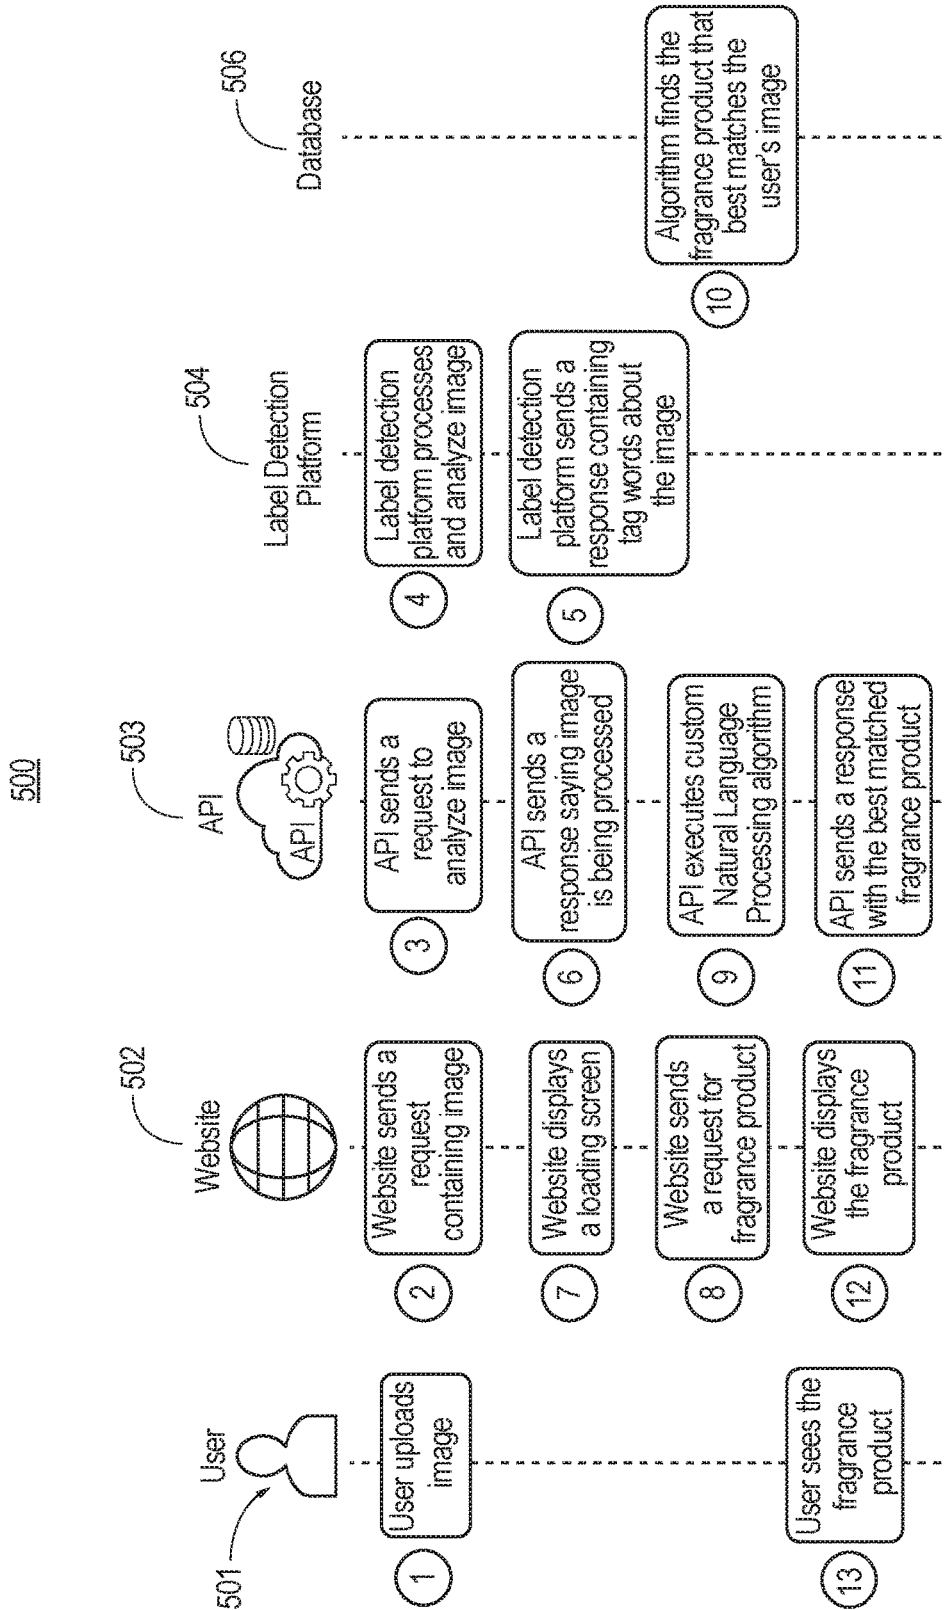 500
501
User
502
Website
503
API
API
504
Label Detection
Platform
506
Database
1
User uploads
image
2
Website sends a
request
containing image
3
API sends a
request to
analyze image
4
Label detection
platform processes
and analyze image
5
Label detection
platform sends a
response containing
tag words about
the image
6
API sends a
response saying image
is being processed
7
Website displays
a loading screen
8
Website sends
a request for
fragrance product
9
API executes custom
Natural Language
Processing algorithm
10
Algorithm finds the
fragrance product that
best matches the
user's image
11
API sends a response
with the best matched
fragrance product
12
Website displays
the fragrance
product
13
User sees the
fragrance
product